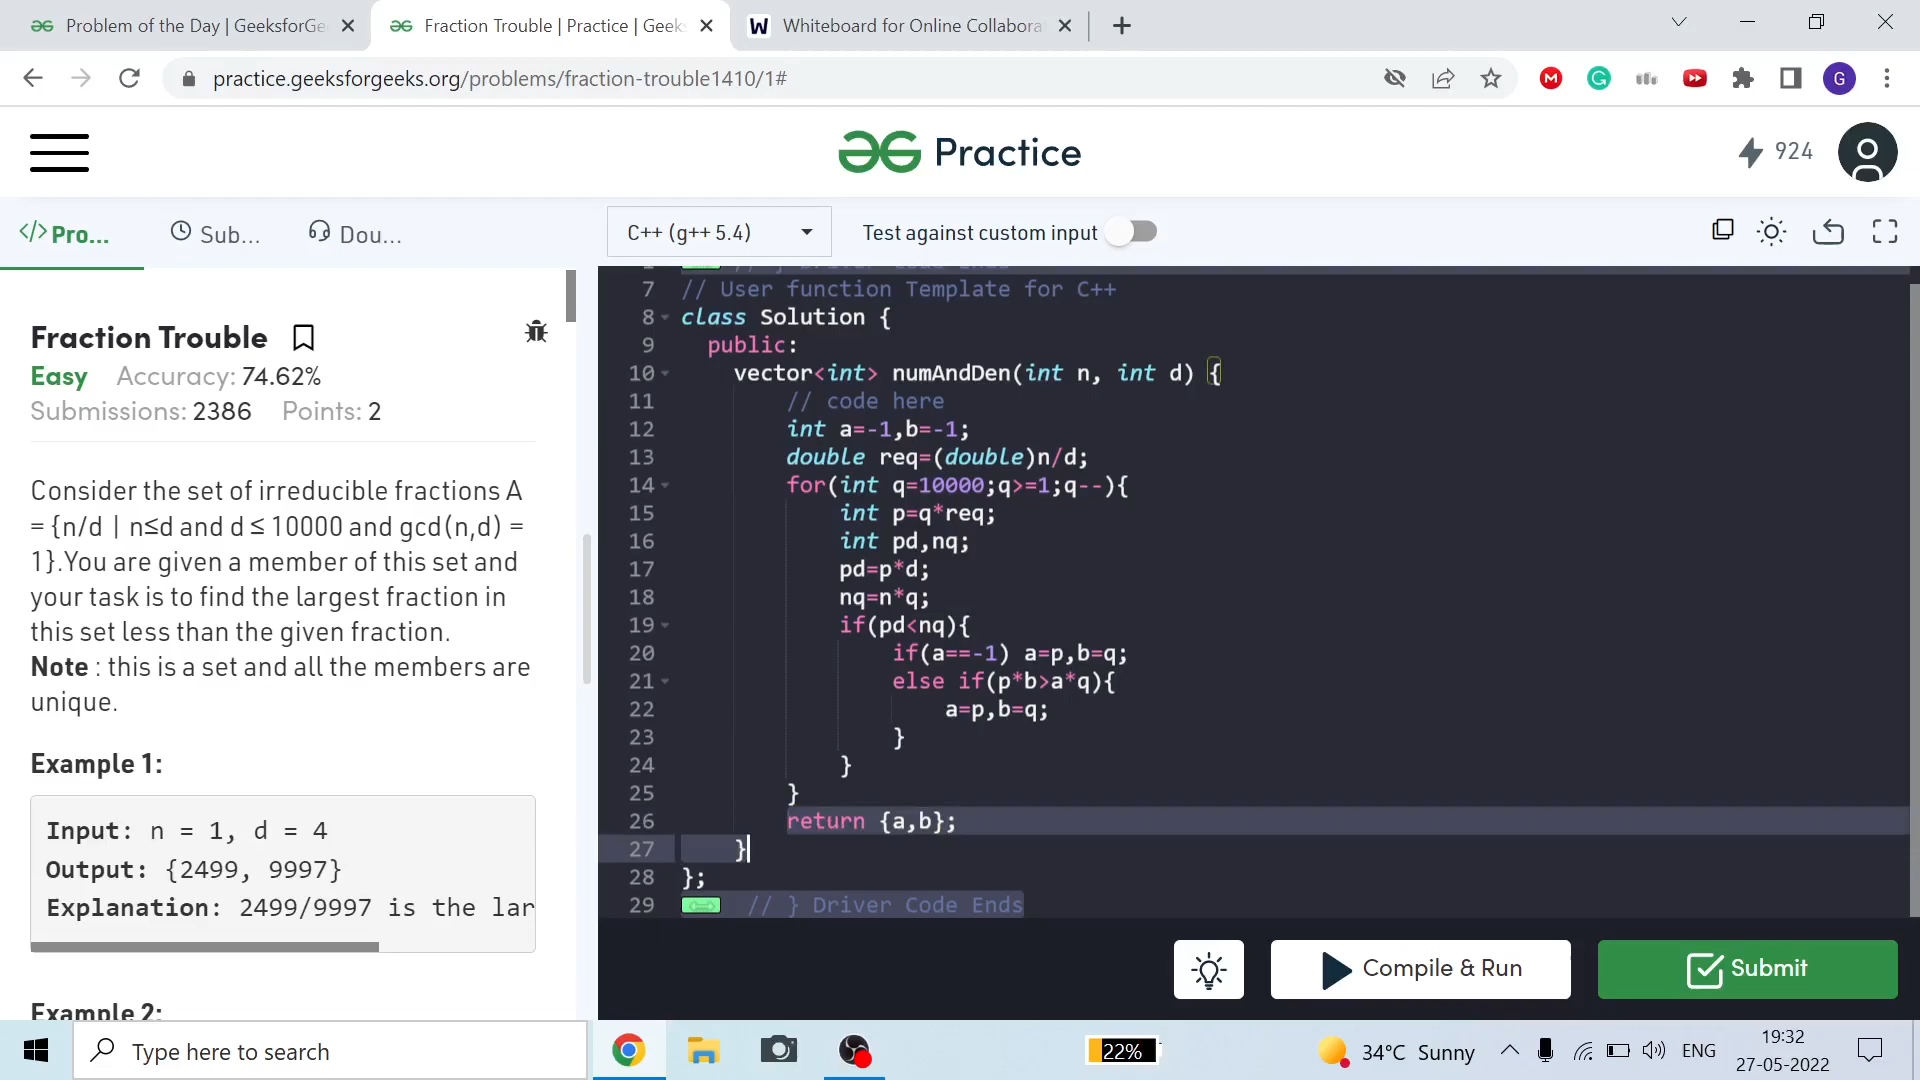 Problem of the Day | GeeksforGe
Fraction Trouble | Practice | Geeks
Whiteboard for Online Collabora
practice.geeksforgeeks.org/problems/fraction-trouble1410/1#
G
Practice
924
</> Pro...
Sub...
Dou...
C++ (g++ 5.4)
Test against custom input
Fraction Trouble
Easy Accuracy: 74.62%
Submissions: 2386 Points: 2
Consider the set of irreducible fractions A
= {n/d | n≤d and d ≤ 10000 and gcd(n,d) =
1}.You are given a member of this set and
your task is to find the largest fraction in
this set less than the given fraction.
Note : this is a set and all the members are
unique.
Example 1:
Input: n = 1, d = 4
Output: {2499, 9997}
Explanation: 2499/9997 is the lar
Example 2:
// } Driver Code Ends
7 // User function Template for C++
8 class Solution {
9 public:
10 vector<int> numAndDen(int n, int d) {
11 // code here
12 int a=-1,b=-1;
13 double req=(double)n/d;
14 for(int q=10000;q>=1;q--){
15 int p=q*req;
16 int pd,nq;
17 pd=p*d;
18 nq=n*q;
19 if(pd<nq){
20 if(a==-1) a=p,b=q;
21 else if(p*b>a*q){
22 a=p,b=q;
23 }
24 }
25 }
26 return {a,b};
27 }
28 };
29 // } Driver Code Ends
Compile & Run
Submit
Type here to search
22%
34°C Sunny
ENG
19:32
27-05-2022